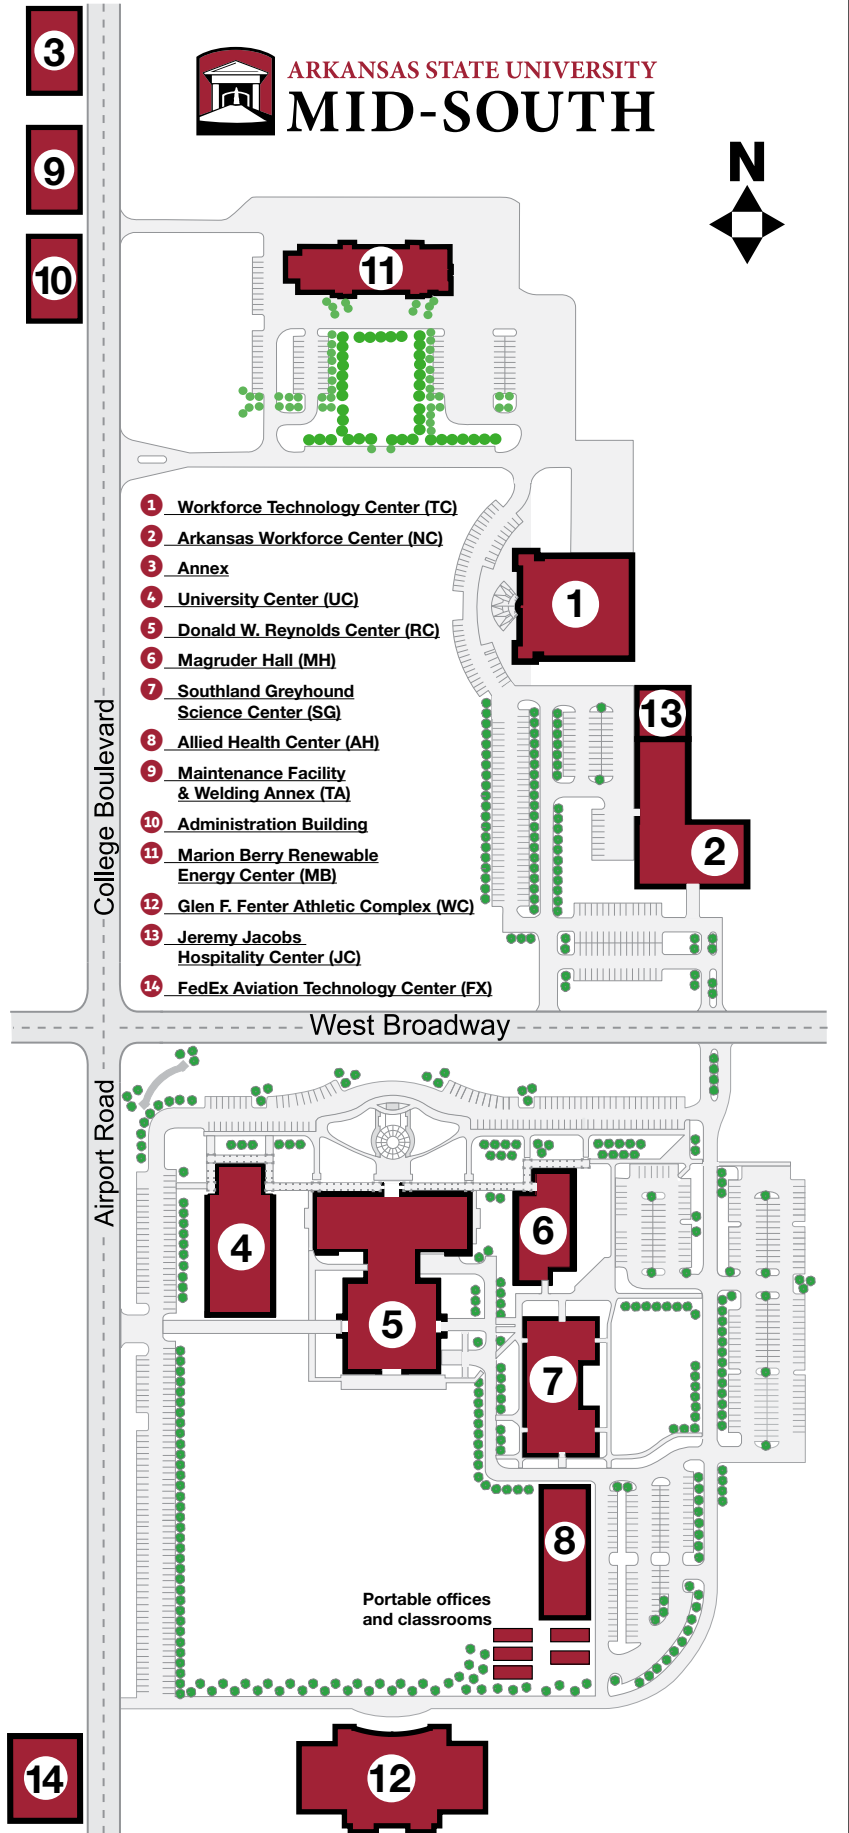 3
ARKANSAS STATE UNIVERSITY
MID-SOUTH
9
N
10
11
1 Workforce Technology Center (TC)
2 Arkansas Workforce Center (NC)
3 Annex
4 University Center (UC)
5 Donald W. Reynolds Center (RC)
6 Magruder Hall (MH)
7 Southland Greyhound
Science Center (SG)
8 Allied Health Center (AH)
9 Maintenance Facility
& Welding Annex (TA)
10 Administration Building
11 Marion Berry Renewable
Energy Center (MB)
12 Glen F. Fenter Athletic Complex (WC)
13 Jeremy Jacobs
Hospitality Center (JC)
14 FedEx Aviation Technology Center (FX)
1
13
2
College Boulevard
West Broadway
Airport Road
4
6
5
7
8
Portable offices
and classrooms
14
12